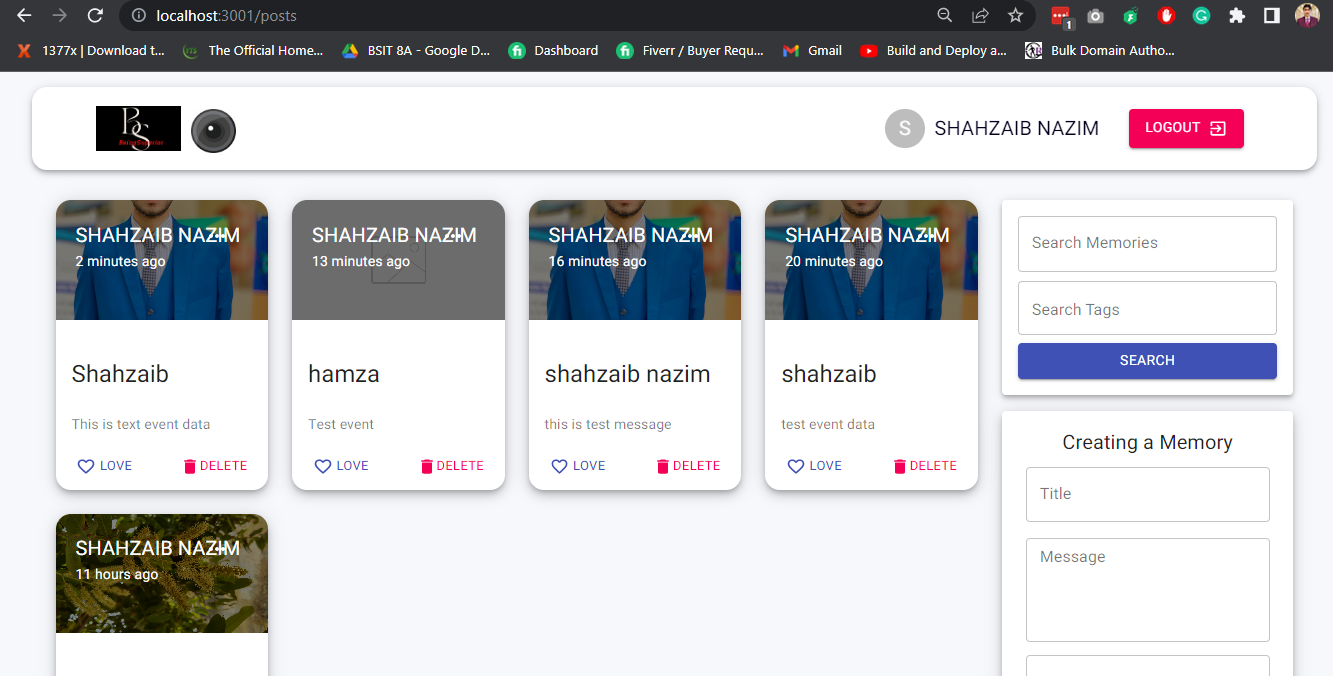 localhost:3001/posts
1
1377x | Download t...
The Official Home...
BSIT 8A - Google D...
Dashboard
Fiverr / Buyer Requ...
Gmail
Build and Deploy a...
Bulk Domain Autho...
BS
S
SHAHZAIB NAZIM
LOGOUT
SHAHZAIB NAZIM
2 minutes ago
Shahzaib
This is text event data
LOVE
DELETE
SHAHZAIB NAZIM
13 minutes ago
hamza
Test event
LOVE
DELETE
SHAHZAIB NAZIM
16 minutes ago
shahzaib nazim
this is test message
LOVE
DELETE
SHAHZAIB NAZIM
20 minutes ago
shahzaib
test event data
LOVE
DELETE
SHAHZAIB NAZIM
11 hours ago
Search Memories
Search Tags
SEARCH
Creating a Memory
Title
Message